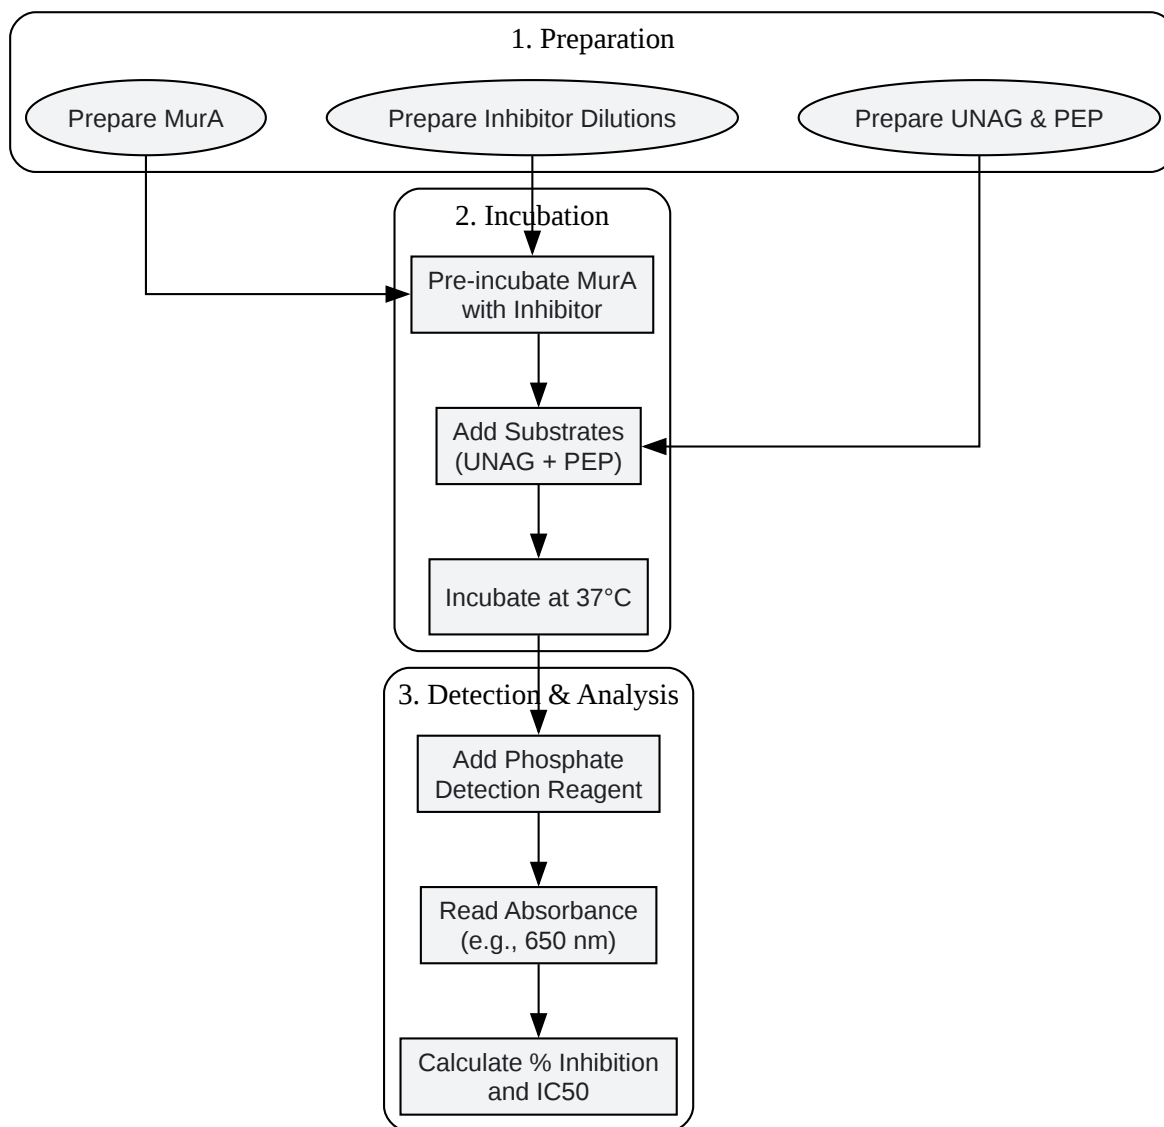 1. Preparation
Prepare MurA
Prepare Inhibitor Dilutions
Prepare UNAG & PEP
2. Incubation
Pre-incubate MurA
with Inhibitor
Add Substrates
(UNAG + PEP)
Incubate at 37°C
3. Detection & Analysis
Add Phosphate
Detection Reagent
Read Absorbance
(e.g., 650 nm)
Calculate % Inhibition
and IC50